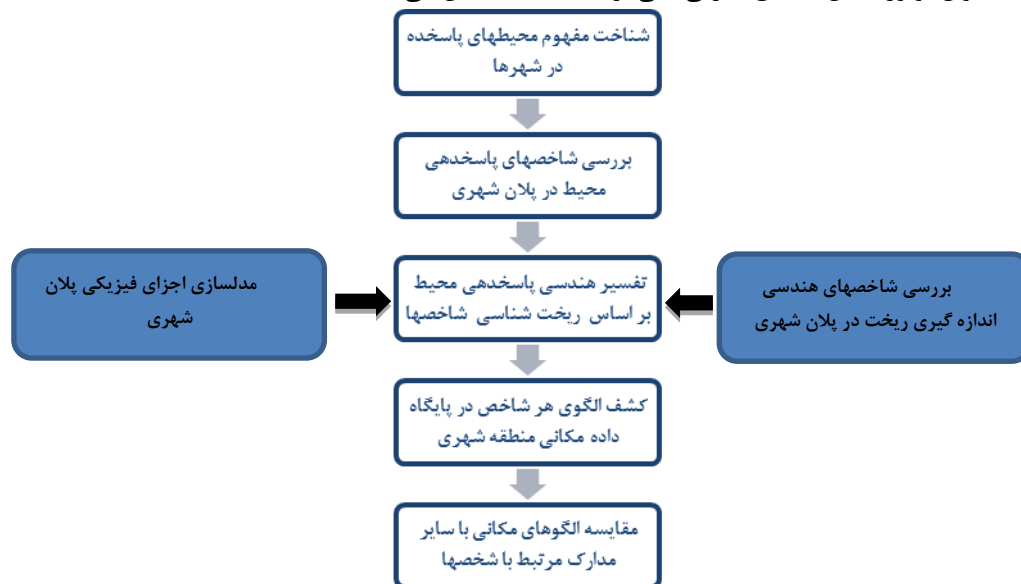 شناخت مفهوم محیطهای پاسخده
در شهرها
بررسی شاخصهای پاسخدهی
محیط در پلان شهری
تفسیر هندسی پاسخدهی محیط
بر اساس ریخت شناسی شاخصها
بررسی شاخصهای هندسی
اندازه گیری ریخت در پلان شهری
مدلسازی اجزای فیزیکی پلان
شهری
کشف الگوی هر شاخص در پایگاه
داده مکانی منطقه شهری
مقایسه الگوهای مکانی با سایر
مدارک مرتبط با شخصها